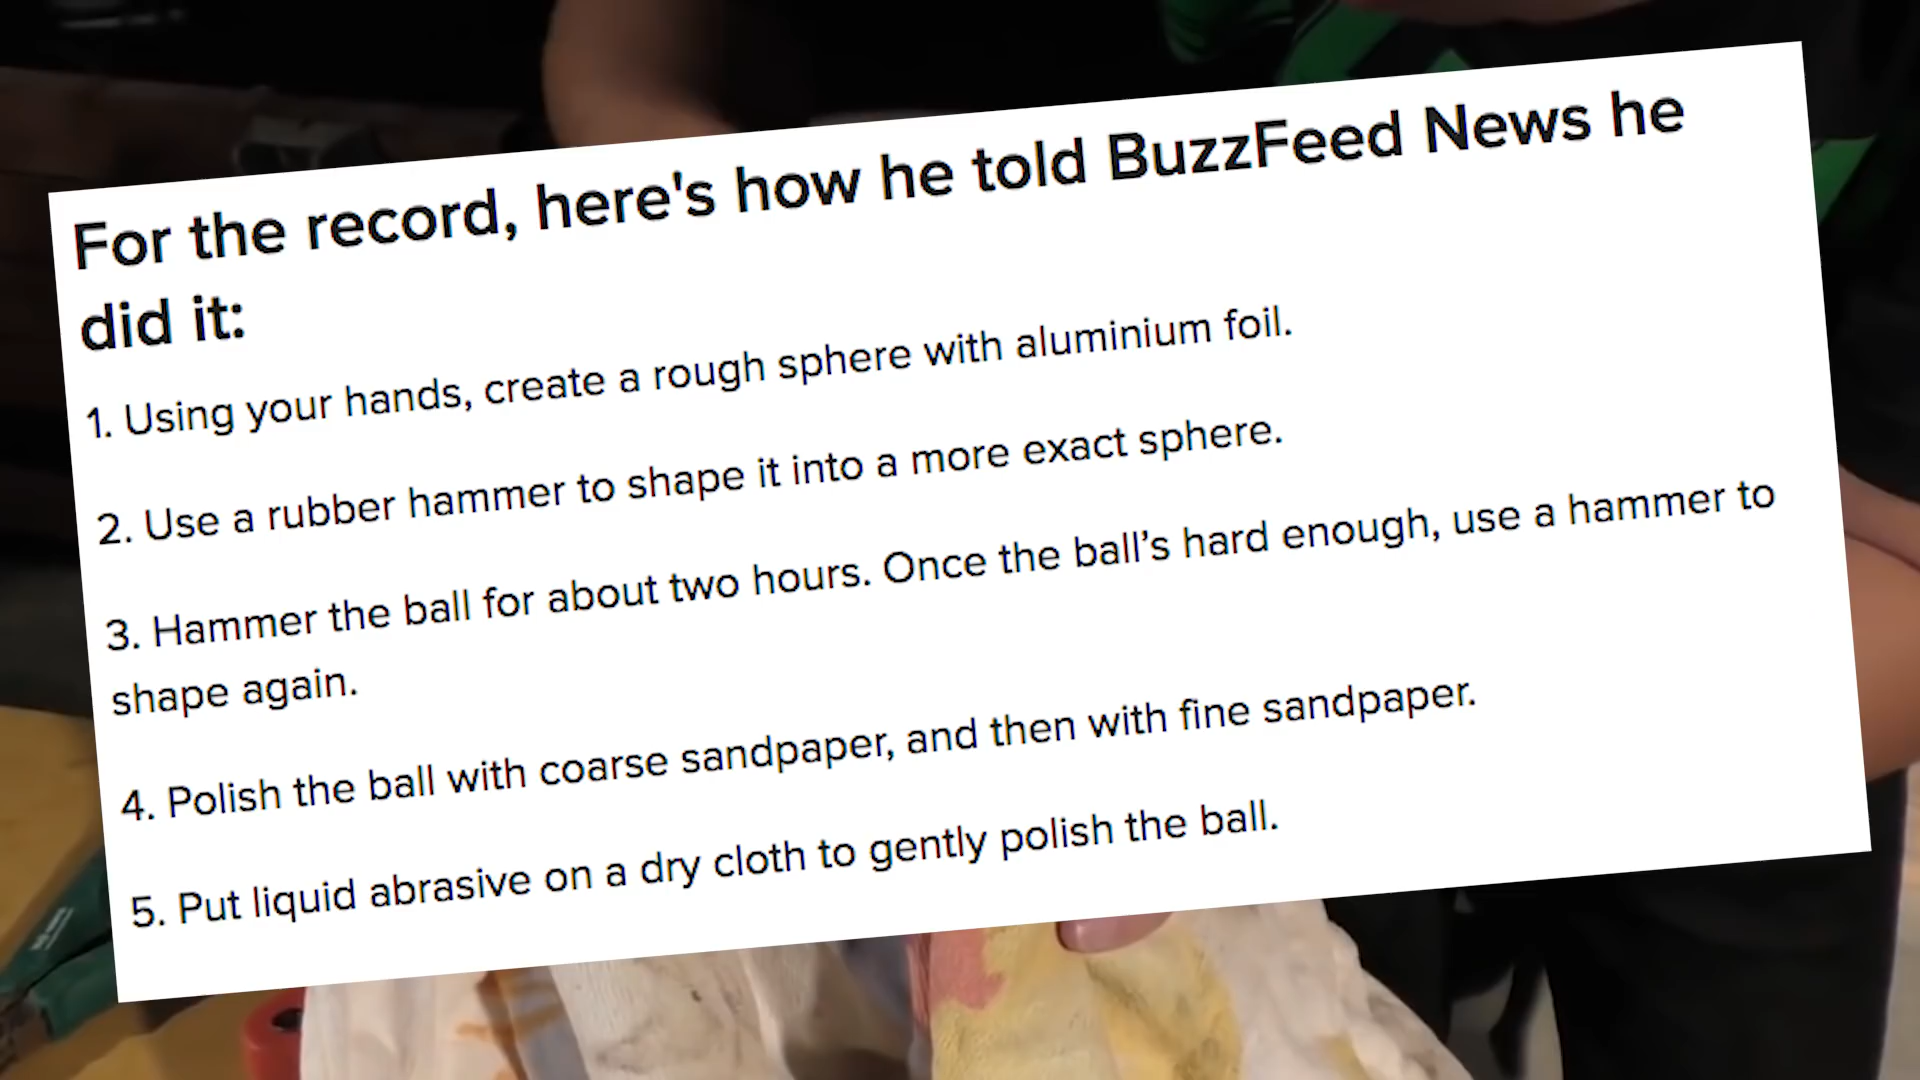 For the record, here's how he told BuzzFeed News he
did it:
1. Using your hands, create a rough sphere with aluminium foil.
2. Use a rubber hammer to shape it into a more exact sphere.
3. Hammer the ball for about two hours. Once the ball’s hard enough, use a hammer to
shape again.
4. Polish the ball with coarse sandpaper, and then with fine sandpaper.
5. Put liquid abrasive on a dry cloth to gently polish the ball.